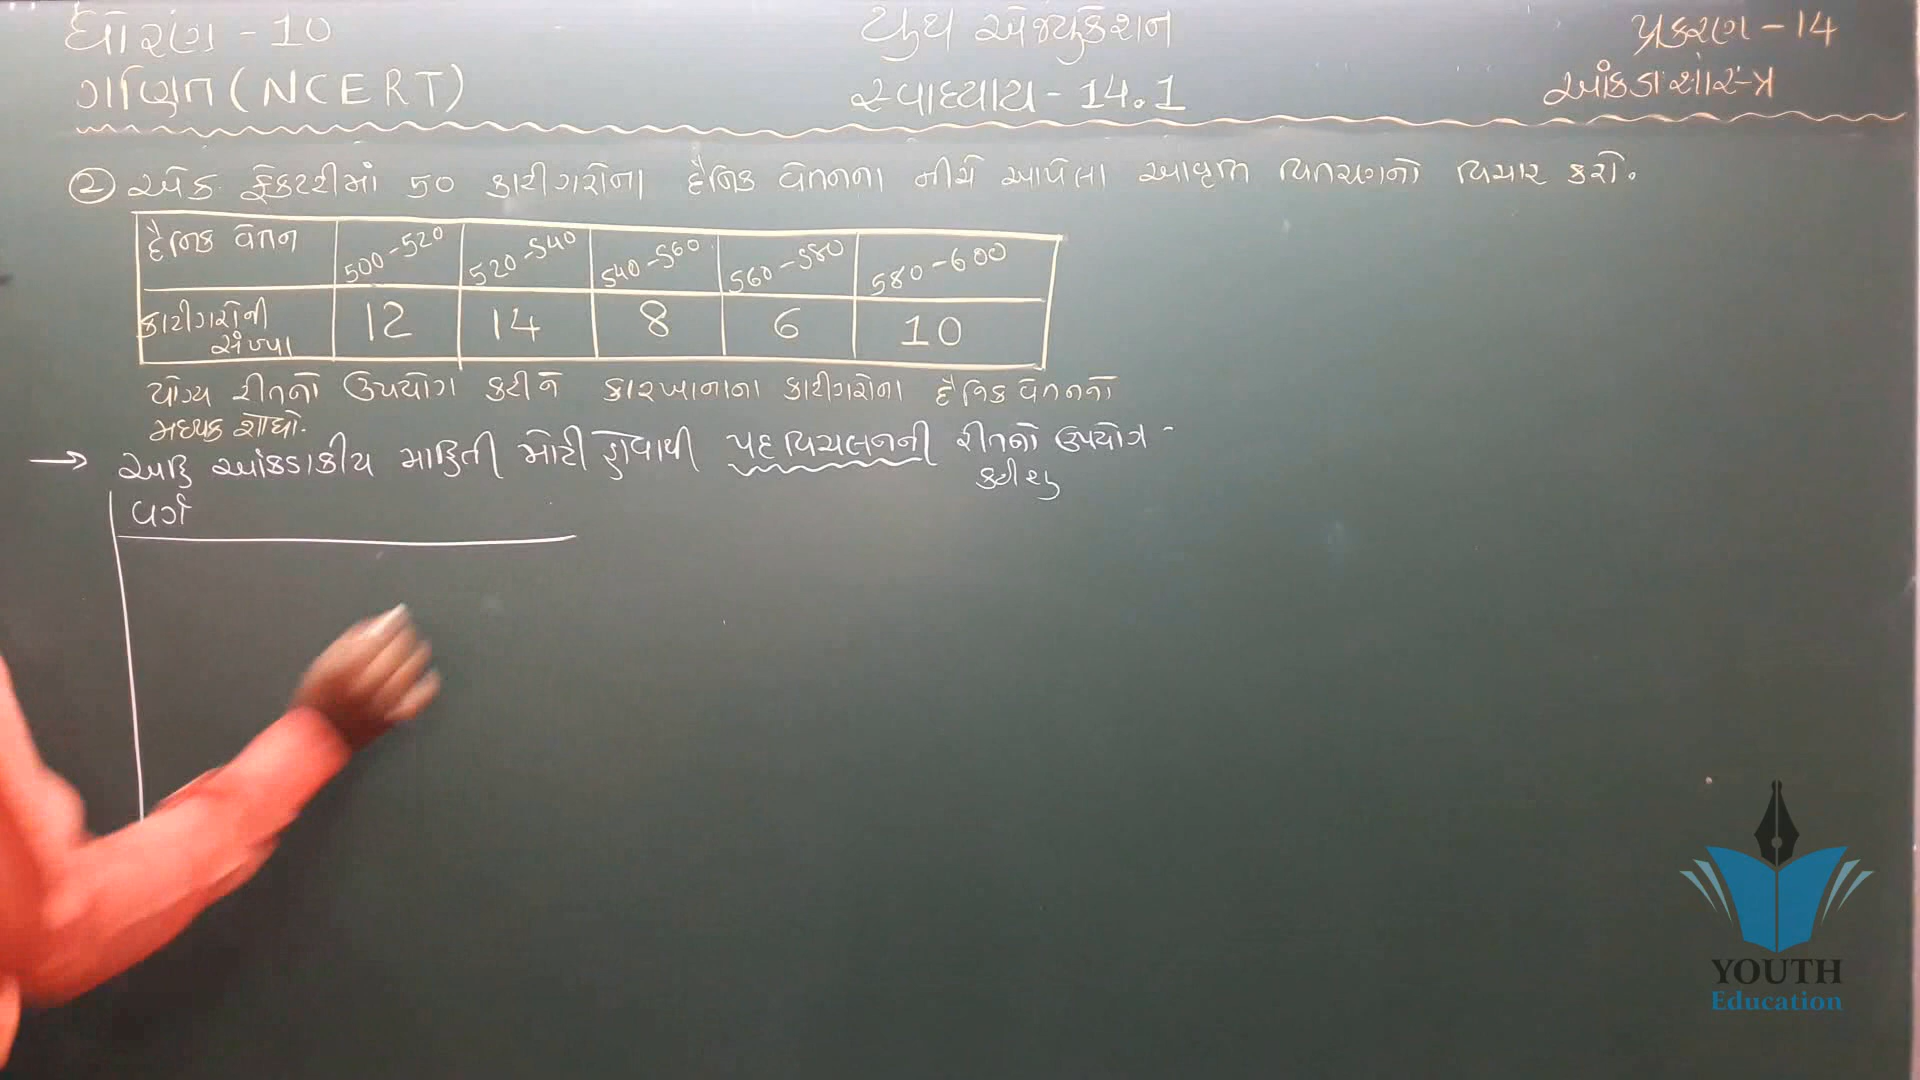 ધોરણ - 10
યુથ એજ્યુકેશન
પ્રકરણ - 14
ગણિત (NCERT)
સ્વાધ્યાય - 14.1
આંકડાશાસ્ત્ર
② એક ફેક્ટરીમાં 50 કારીગરોના દૈનિક વેતનના નીચે આપેલા આવૃત્તિ વિતરણનો વિચાર કરો.
દૈનિક વેતન 500-520 520-540 540-560 560-580 580-600
કારીગરોની સંખ્યા 12 14 8 6 10
યોગ્ય રીતનો ઉપયોગ કરીને કારખાનાના કારીગરોના દૈનિક વેતનનો
મધ્યક શોધો.
→ અહિ આંકડાકીય માહિતી મોટી હોવાથી પદ વિચલનની રીતનો ઉપયોગ
કરીશુ
વર્ગ
YOUTH
Education